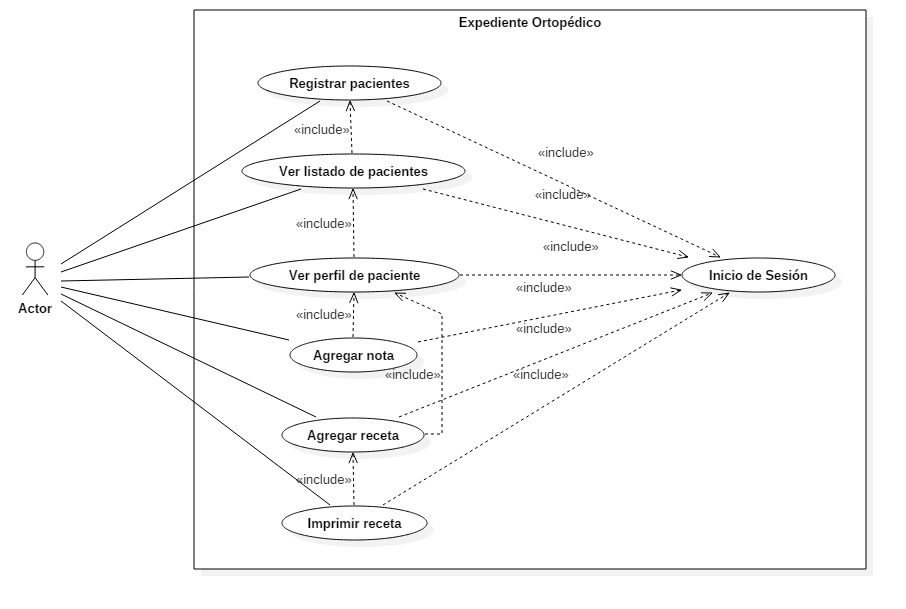 Expediente Ortopédico
Registrar pacientes
«include»
«include»
Ver listado de pacientes
«include»
«include»
«include»
Ver perfil de paciente
Inicio de Sesión
«include»
Actor
«include»
«include»
Agregar nota
«include»
«include»
Agregar receta
«include»
Imprimir receta